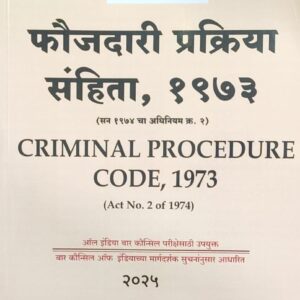 फौजदारी प्रक्रिया
संहिता, १९७३
(सन १९७४ चा अधिनियम क्र. २)
CRIMINAL PROCEDURE
CODE, 1973
(Act No. 2 of 1974)
ऑल इंडिया बार कौन्सिल परीक्षेसाठी उपयुक्त
बार कौन्सिल ऑफ इंडियाच्या मार्गदर्शक सुचनांनुसार आधारित
२०२५